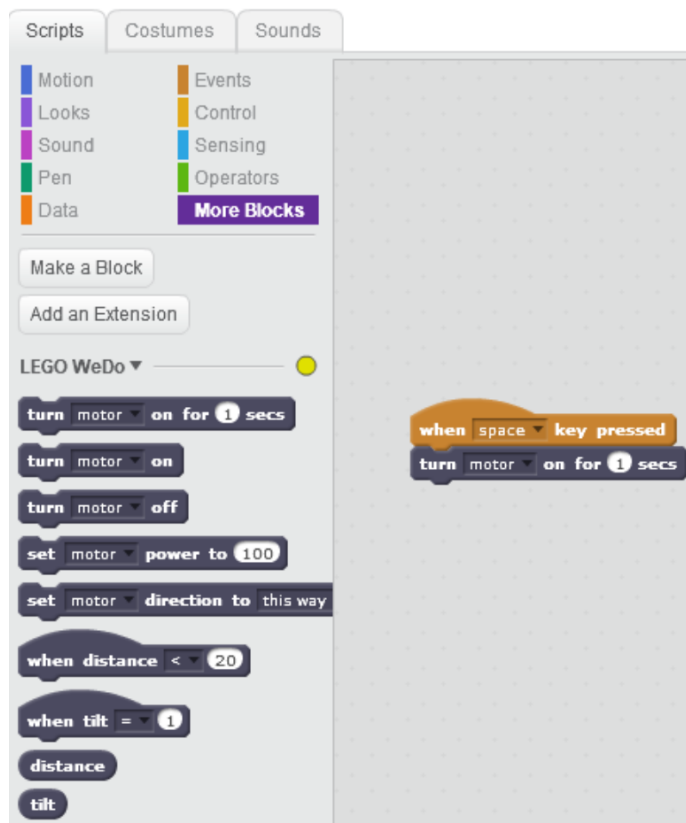 Scripts Costumes Sounds
Motion Events
Looks Control
Sound Sensing
Pen Operators
Data More Blocks
Make a Block
Add an Extension
LEGO WeDo
turn motor on for 1 secs
turn motor on
turn motor off
set motor power to 100
set motor direction to this way
when distance < 20
when tilt = 1
distance
tilt
when space key pressed
turn motor on for 1 secs